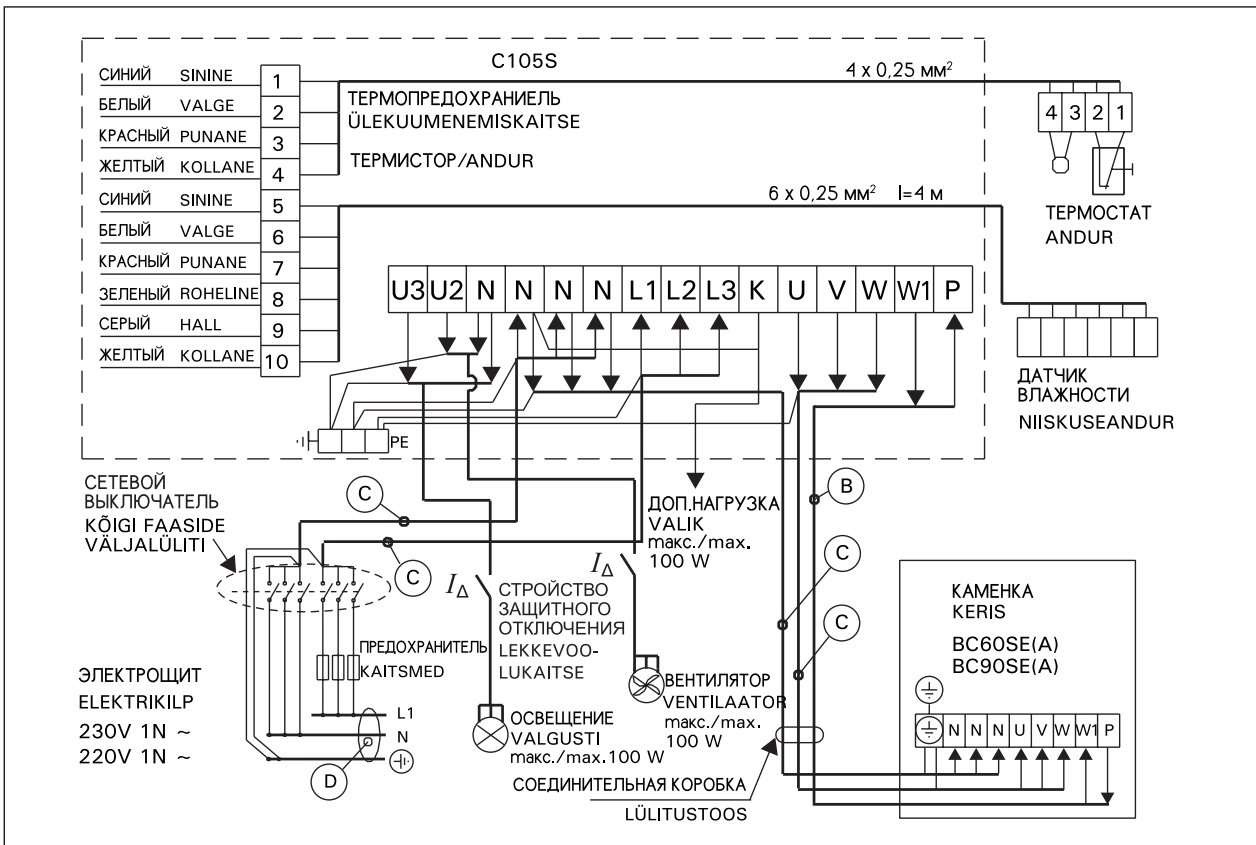 C105S
СИНИЙ SININE 1
БЕЛЫЙ VALGE 2
КРАСНЫЙ PUNANE 3
ЖЕЛТЫЙ KOLLANE 4
СИНИЙ SININE 5
БЕЛЫЙ VALGE 6
КРАСНЫЙ PUNANE 7
ЗЕЛЕНЫЙ ROHELINE 8
СЕРЫЙ HALL 9
ЖЕЛТЫЙ KOLLANE 10
ТЕРМОПРЕДОХРАНИЕЛЬ
ÜLEKUUMENEMISKAITSE
ТЕРМИСТОР/ANDUR
4 x 0,25 мм²
4 3 2 1
ТЕРМОСТАТ
ANDUR
6 x 0,25 мм² l=4 м
ДАТЧИК
ВЛАЖНОСТИ
NIISKUSEANDUR
U3 U2 N N N N L1 L2 L3 K U V W W1 P
PE
СЕТЕВОЙ
ВЫКЛЮЧАТЕЛЬ
KÕIGI FAASIDE
VÄLJALÜLITI
C
C
B
C
C
D
ДОП.НАГРУЗКА
VALIK
макс./max.
100 W
I∆
СТРОЙСТВО
ЗАЩИТНОГО
ОТКЛЮЧЕНИЯ
LEKKEVOO-
LUKAITSE
I∆
ПРЕДОХРАНИТЕЛЬ
KAITSMED
ЭЛЕКТРОЩИТ
ELEKTRIKILP
230V 1N ~
220V 1N ~
L1
N
ОСВЕЩЕНИЕ
VALGUSTI
макс./max.100 W
ВЕНТИЛЯТОР
VENTILAATOR
макс./max.
100 W
СОЕДИНИТЕЛЬНАЯ КОРОБКА
LÜLITUSTOOS
КАМЕНКА
KERIS
BC60SE(A)
BC90SE(A)
N N N U V W W1 P